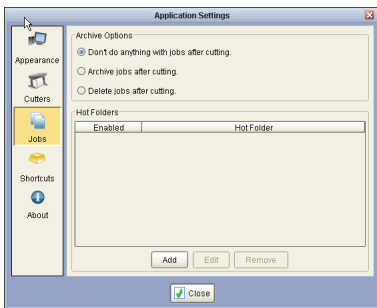 Application Settings
Appearance
Cutters
Jobs
Shortcuts
About
Archive Options
Don't do anything with jobs after cutting.
Archive jobs after cutting.
Delete jobs after cutting.
Hot Folders
Enabled Hot Folder
Add Edit Remove
Close